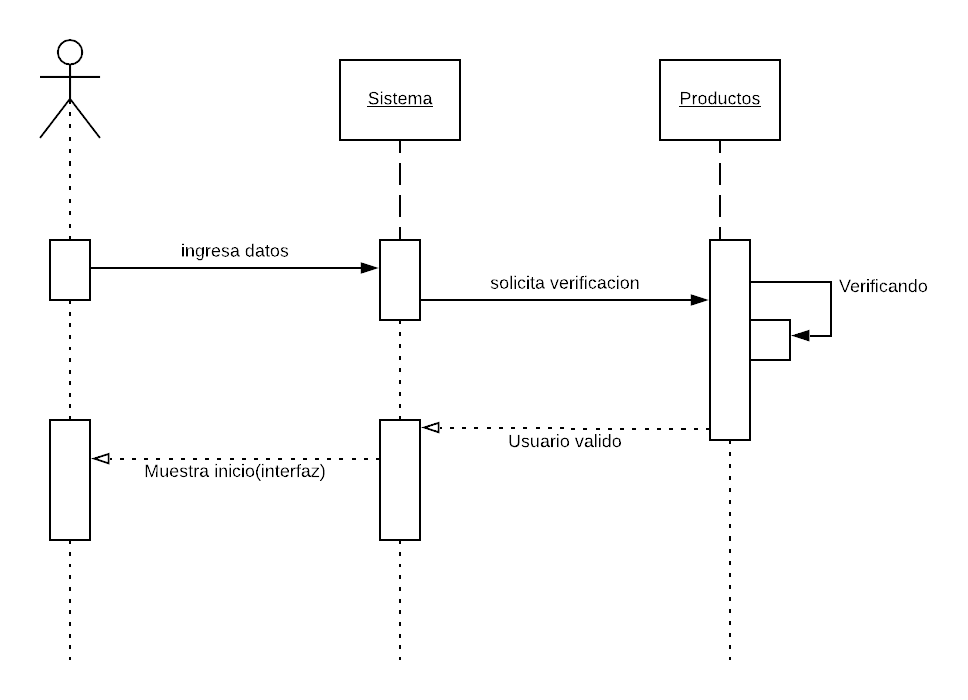 Sistema
Productos
ingresa datos
solicita verificacion
Verificando
Usuario valido
Muestra inicio(interfaz)